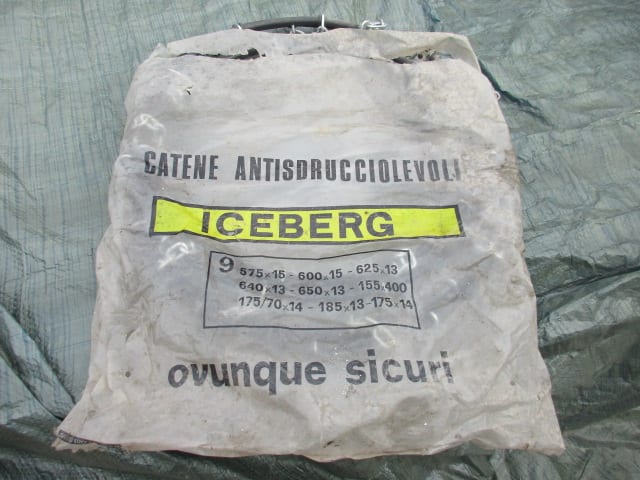 CATENE ANTISDRUCCIOLEVOLI
ICEBERG
9 575x15 - 600x15 - 625x13
640x13 - 650x13 - 155x400
175/70x14 - 185x13 - 175x14
ovunque sicuri